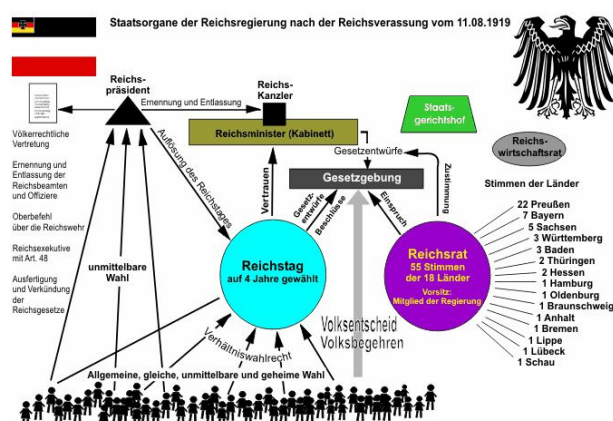 Staatsorgane der Reichsregierung nach der Reichsverassung vom 11.08.1919
Reichs-
präsident
Ernennung und Entlassung
Reichs-
Kanzler
Reichsminister (Kabinett)
Staats-
gerichtshof
Reichs-
wirtschaftsrat
Völkerrechtliche
Vertretung
Ernennung und
Entlassung der
Reichsbeamten
und Offiziere
Oberbefehl
über die Reichswehr
Reichsexekutive
mit Art. 48
Ausfertigung
und Verkündung
der
Reichsgesetze
Auflösung des Reichstages
Vertrauen
Gesetzentwürfe
Gesetzgebung
Gesetz-
entwürfe
Beschlüsse
Einspruch
Zustimmung
unmittelbare
Wahl
Reichstag
auf 4 Jahre gewählt
Reichsrat
55 Stimmen
der 18 Länder
Vorsitz:
Mitglied der Regierung
Stimmen der Länder
22 Preußen
7 Bayern
5 Sachsen
3 Württemberg
3 Baden
2 Thüringen
2 Hessen
1 Hamburg
1 Oldenburg
1 Braunschweig
1 Anhalt
1 Bremen
1 Lippe
1 Lübeck
1 Schau
Volksentscheid
Volksbegehren
Verhältniswahlrecht
Allgemeine, gleiche, unmittelbare und geheime Wahl